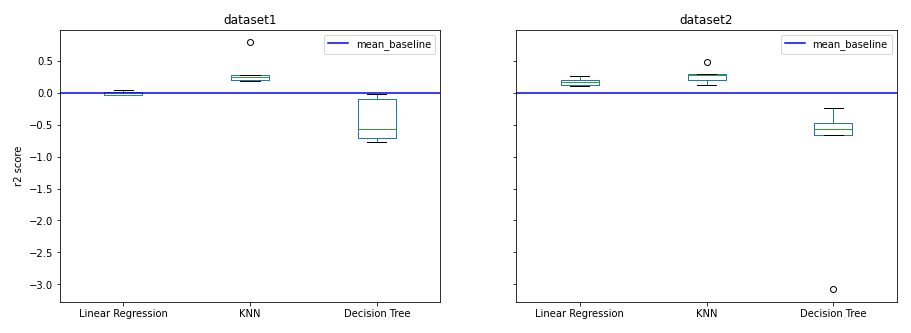 dataset1
dataset2
mean_baseline
mean_baseline
r2 score
0.5
0.0
−0.5
−1.0
−1.5
−2.0
−2.5
−3.0
Linear Regression
KNN
Decision Tree
Linear Regression
KNN
Decision Tree